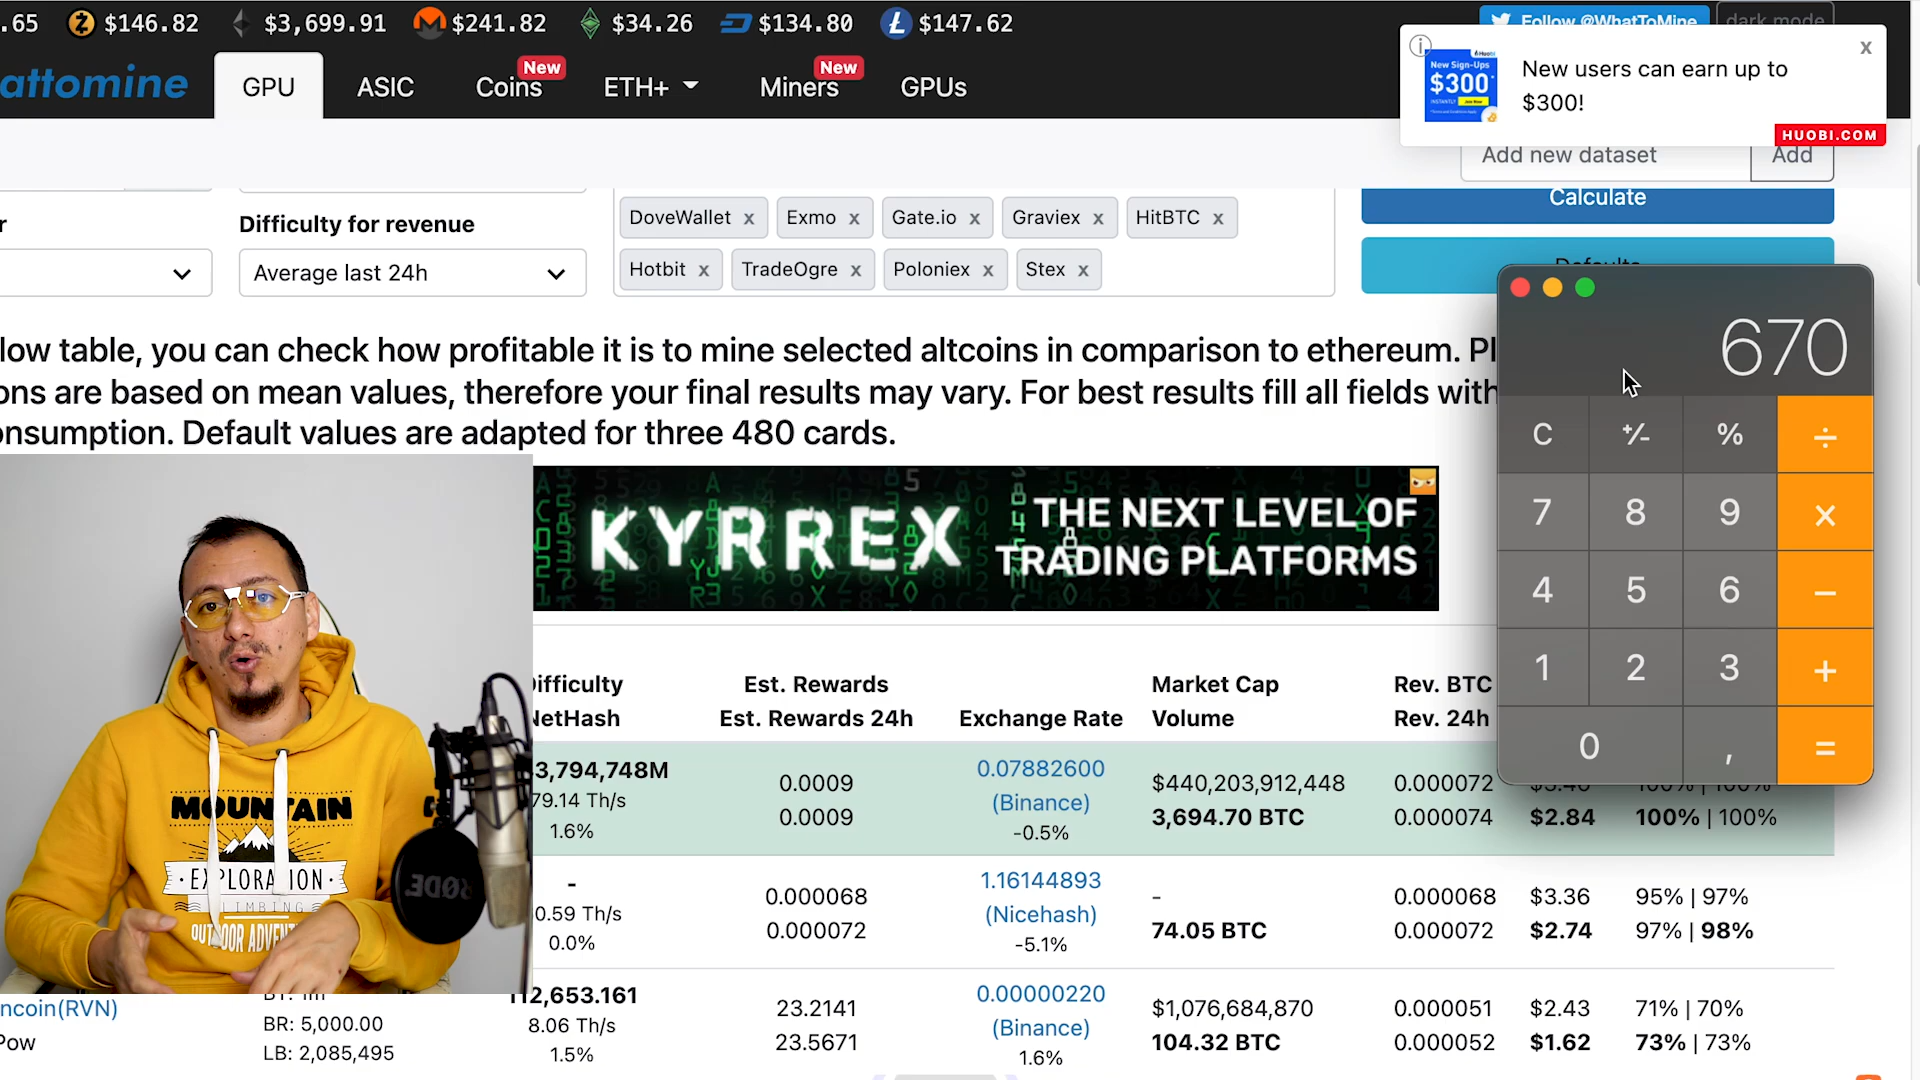 .65 $146.82 $3,699.91 $241.82 $34.26 $134.80 $147.62
Follow @WhatToMine
dark mode
attomine GPU ASIC Coins New ETH+ Miners New GPUs
New Sign-Ups
$300
INSTANTLY
New users can earn up to
$300!
x
HUOBI.COM
Add new dataset Add
Calculate
Defaults
r
Difficulty for revenue
Average last 24h
DoveWallet x Exmo x Gate.io x Graviex x HitBTC x
Hotbit x TradeOgre x Poloniex x Stex x
low table, you can check how profitable it is to mine selected altcoins in comparison to ethereum. Pl
ons are based on mean values, therefore your final results may vary. For best results fill all fields with
onsumption. Default values are adapted for three 480 cards.
670
C +/- % ÷
7 8 9 ×
4 5 6 −
1 2 3 +
0 , =
KYRREX
THE NEXT LEVEL OF
TRADING PLATFORMS
ifficulty
NetHash
Est. Rewards
Est. Rewards 24h
Exchange Rate
Market Cap
Volume
Rev. BTC
Rev. 24h
3,794,748M
79.14 Th/s
1.6%
0.0009
0.0009
0.07882600
(Binance)
-0.5%
$440,203,912,448
3,694.70 BTC
0.000072
0.000074
$2.84
100% | 100%
-
0.59 Th/s
0.0%
0.000068
0.000072
1.16144893
(Nicehash)
-5.1%
-
74.05 BTC
0.000068
0.000072
$3.36
$2.74
95% | 97%
97% | 98%
ncoin(RVN)
Pow
BR: 5,000.00
LB: 2,085,495
112,653.161
8.06 Th/s
1.5%
23.2141
23.5671
0.00000220
(Binance)
1.6%
$1,076,684,870
104.32 BTC
0.000051
0.000052
$2.43
$1.62
71% | 70%
73% | 73%
MOUNTAIN
EXPLORATION
CLIMBING
OUTDOOR ADVENT
RØDE